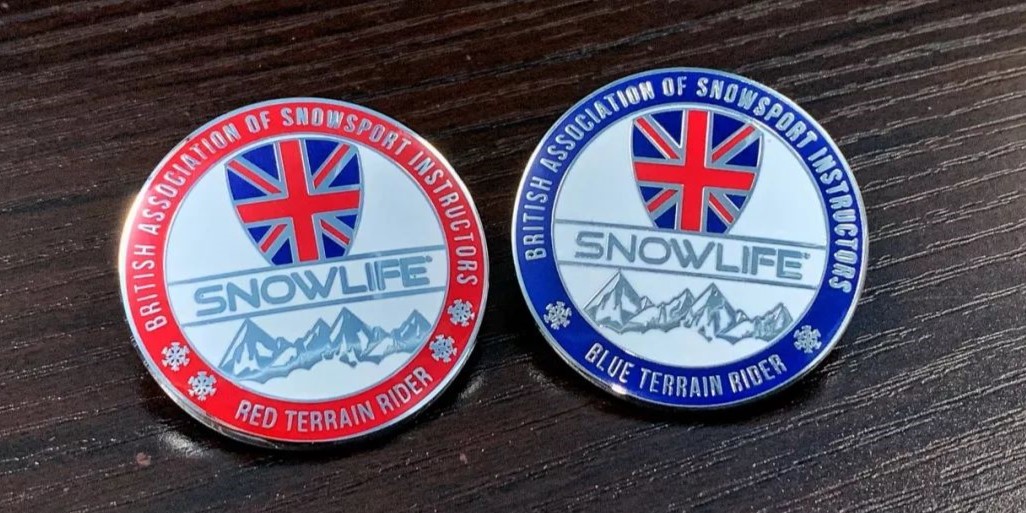 BRITISH ASSOCIATION OF SNOWSPORT INSTRUCTORS
SNOWLIFE
RED TERRAIN RIDER
BRITISH ASSOCIATION OF SNOWSPORT INSTRUCTORS
SNOWLIFE
BLUE TERRAIN RIDER